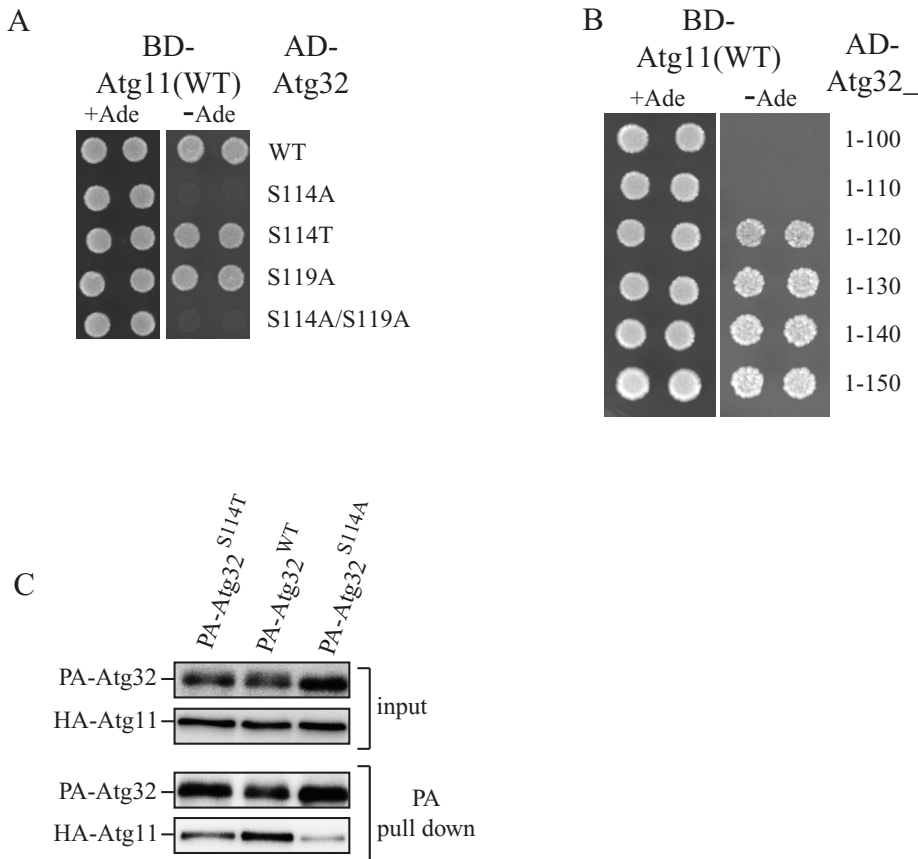 A
BD-
Atg11(WT)
AD-
Atg32
+Ade
-Ade
WT
S114A
S114T
S119A
S114A/S119A
B
BD-
Atg11(WT)
AD-
Atg32_
+Ade
-Ade
1-100
1-110
1-120
1-130
1-140
1-150
C
PA-Atg32 S114T
PA-Atg32 WT
PA-Atg32 S114A
PA-Atg32
HA-Atg11
input
PA-Atg32
HA-Atg11
PA
pull down